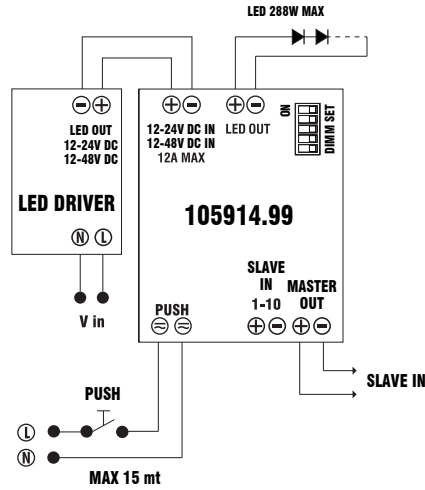 LED 288W MAX
− +
LED OUT
12-24V DC
12-48V DC
LED DRIVER
N L
V in
+ −
12-24V DC IN
12-48V DC IN
12A MAX
+ −
LED OUT
ON
DIMM SET
105914.99
PUSH
SLAVE
IN
1-10
+ −
MASTER
OUT
+ −
SLAVE IN
PUSH
L
N
MAX 15 mt